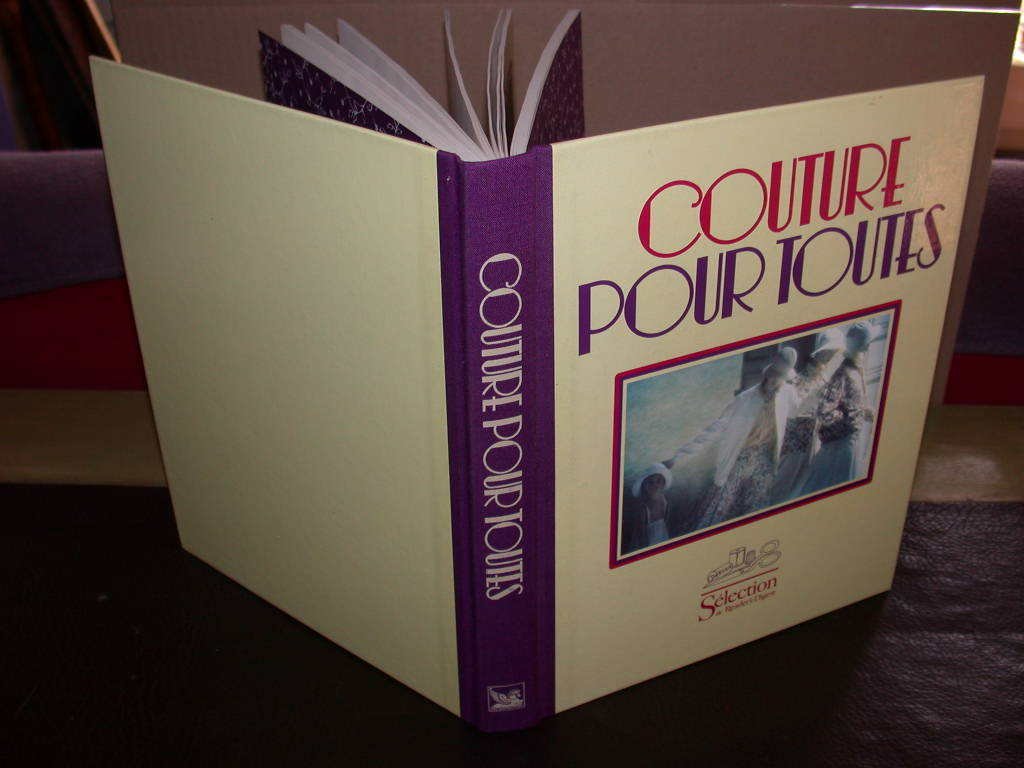 COUTURE POUR TOUTES
COUTURE
POUR TOUTES
Sélection
du Reader's Digest